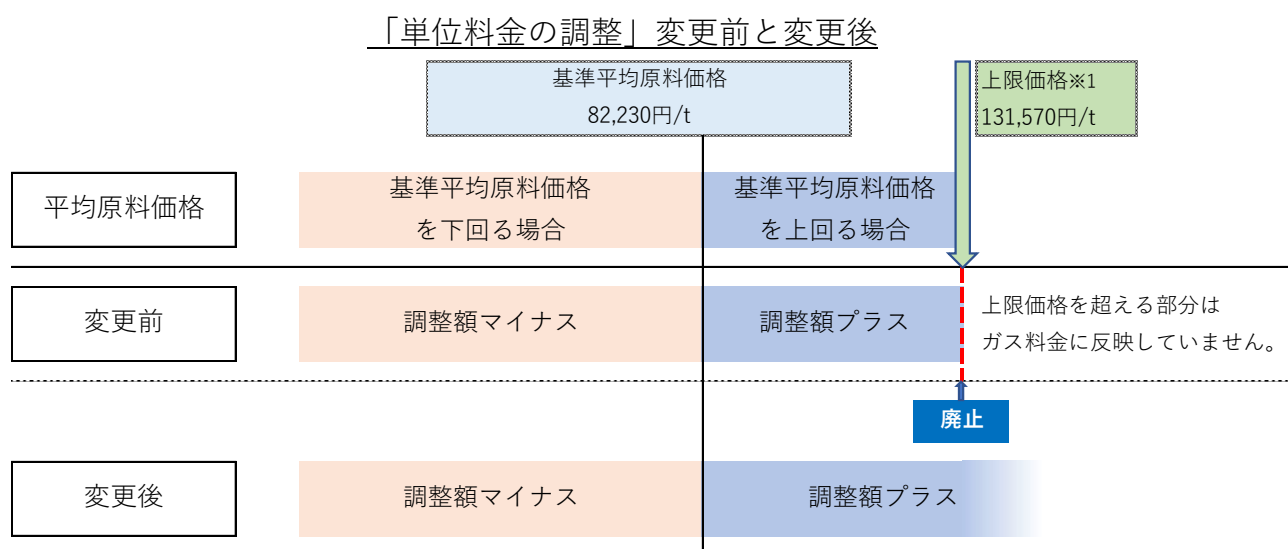 「単位料金の調整」変更前と変更後
基準平均原料価格
82,230円/t
上限価格※1
131,570円/t
平均原料価格
基準平均原料価格
を下回る場合
基準平均原料価格
を上回る場合
変更前
調整額マイナス
調整額プラス
上限価格を超える部分は
ガス料金に反映していません。
廃止
変更後
調整額マイナス
調整額プラス